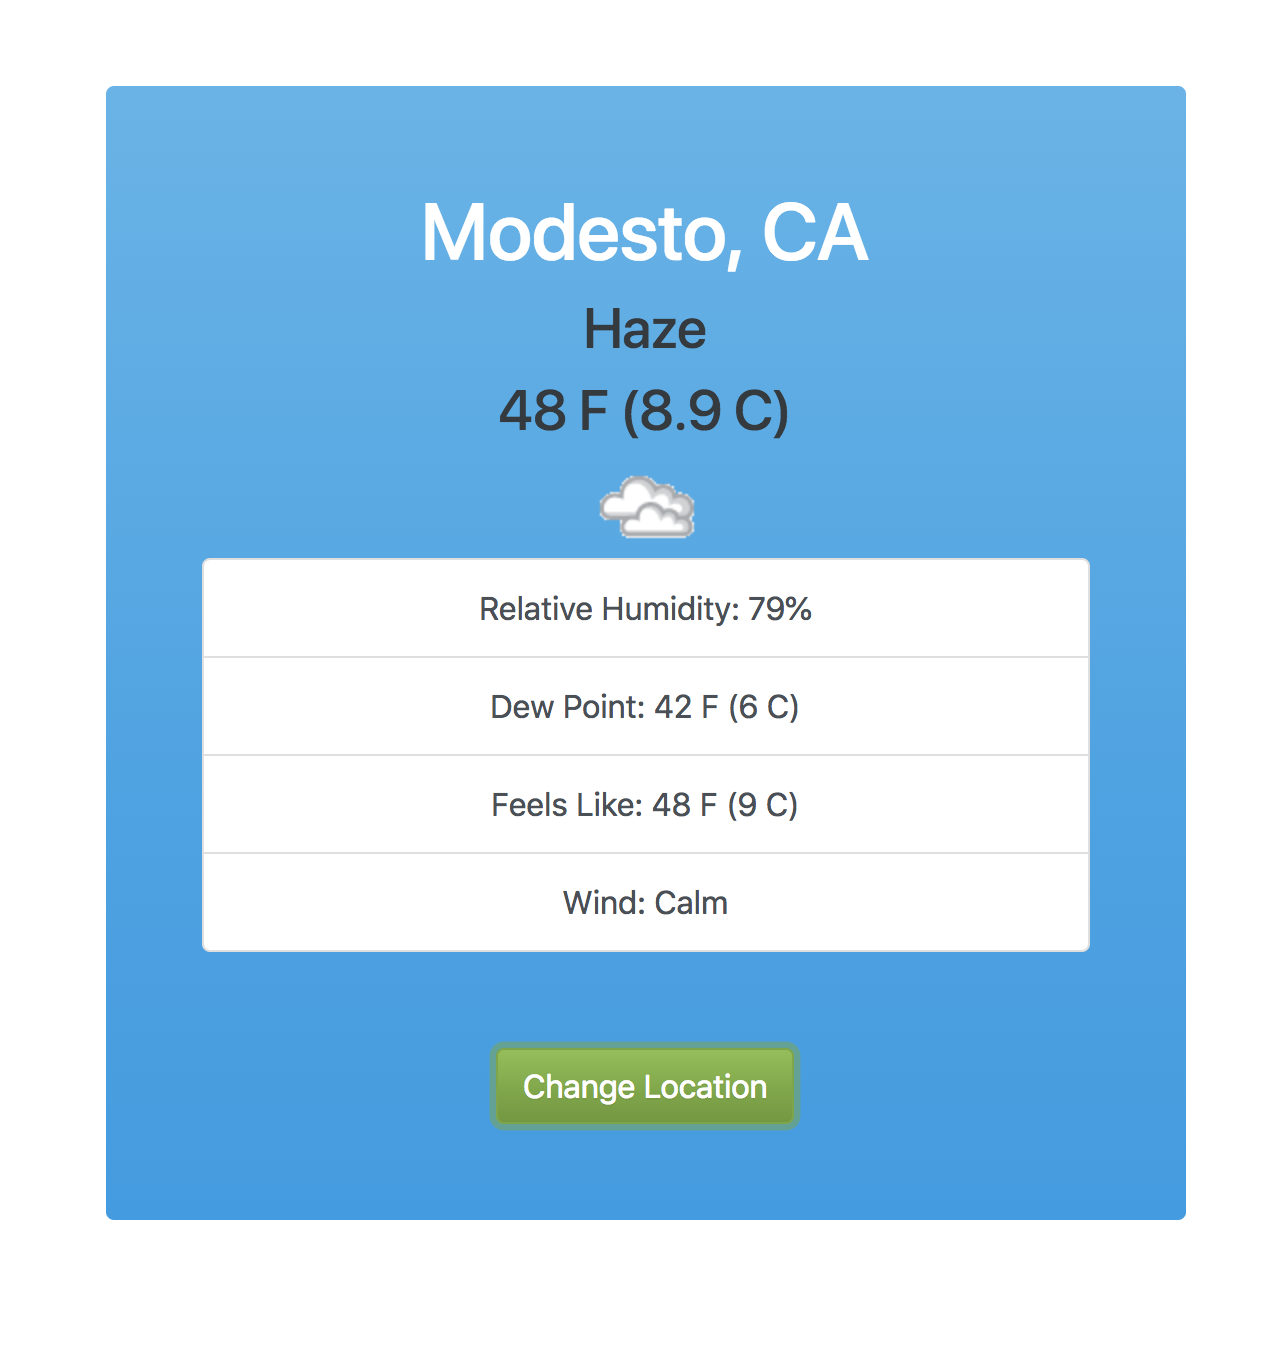 Modesto, CA
Haze
48 F (8.9 C)
Relative Humidity: 79%
Dew Point: 42 F (6 C)
Feels Like: 48 F (9 C)
Wind: Calm
Change Location